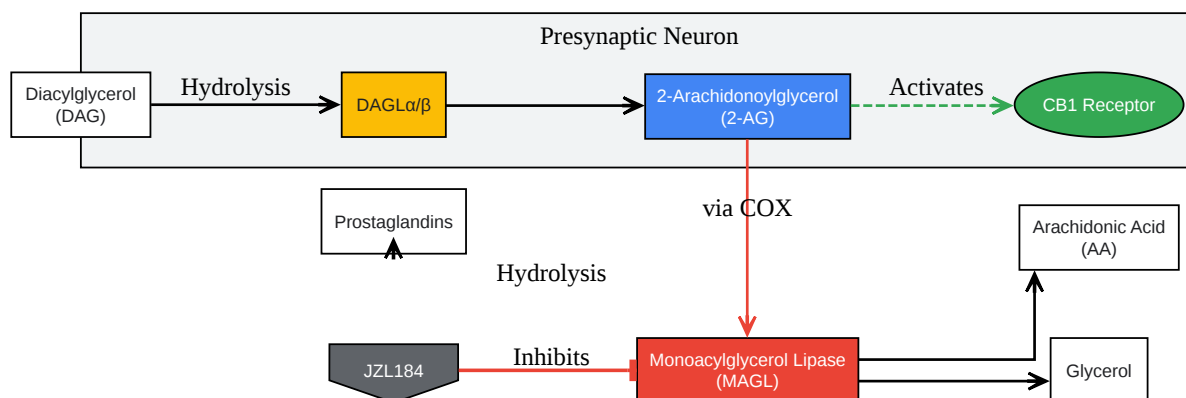 Presynaptic Neuron
Diacylglycerol
(DAG)
Hydrolysis
DAGLα/β
2-Arachidonoylglycerol
(2-AG)
Activates
CB1 Receptor
Prostaglandins
via COX
Arachidonic Acid
(AA)
Hydrolysis
JZL184
Inhibits
Monoacylglycerol Lipase
(MAGL)
Glycerol